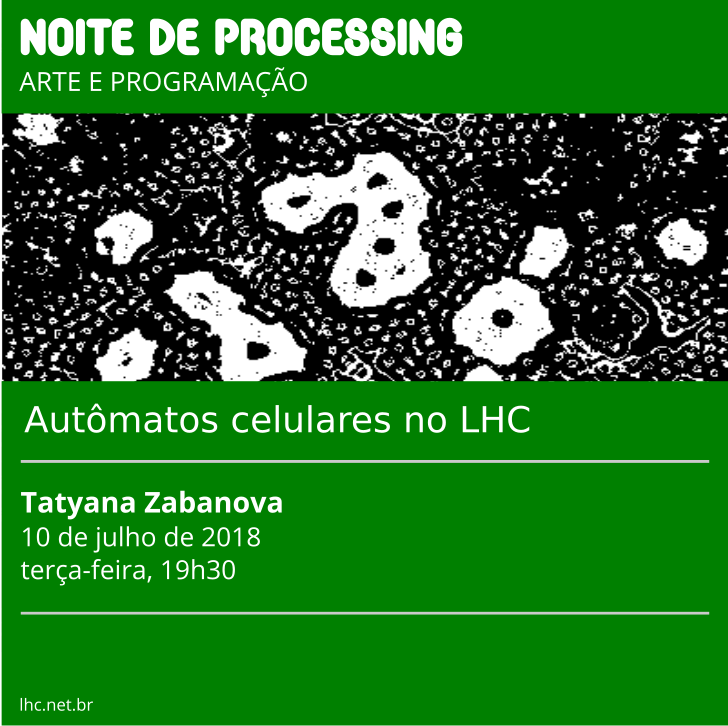 NOITE DE PROCESSING
ARTE E PROGRAMAÇÃO
Autômatos celulares no LHC
Tatyana Zabanova
10 de julho de 2018
terça-feira, 19h30
lhc.net.br